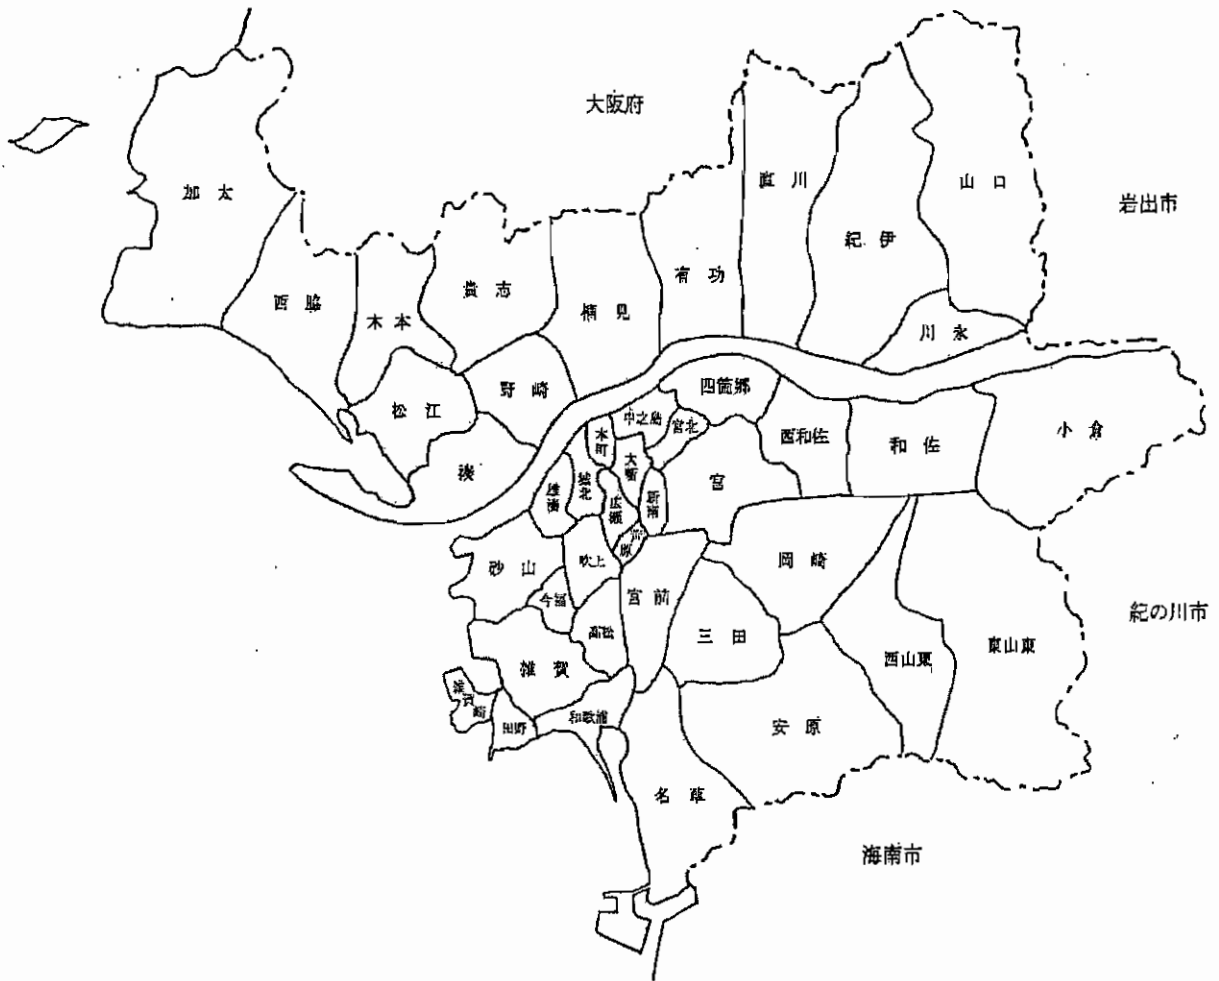 大阪府
加太
直川
山口
岩出市
紀伊
有功
貴志
西脇
楠見
木本
川永
四箇郷
野崎
松江
中之島
宮北
小倉
本町
西和佐
和佐
大新
湊
城北
宮
雄湊
広瀬
新南
芦原
岡崎
吹上
砂山
宮前
今福
紀の川市
高松
三田
東山東
西山東
雑賀
雑賀崎
和歌浦
田野
安原
名草
海南市